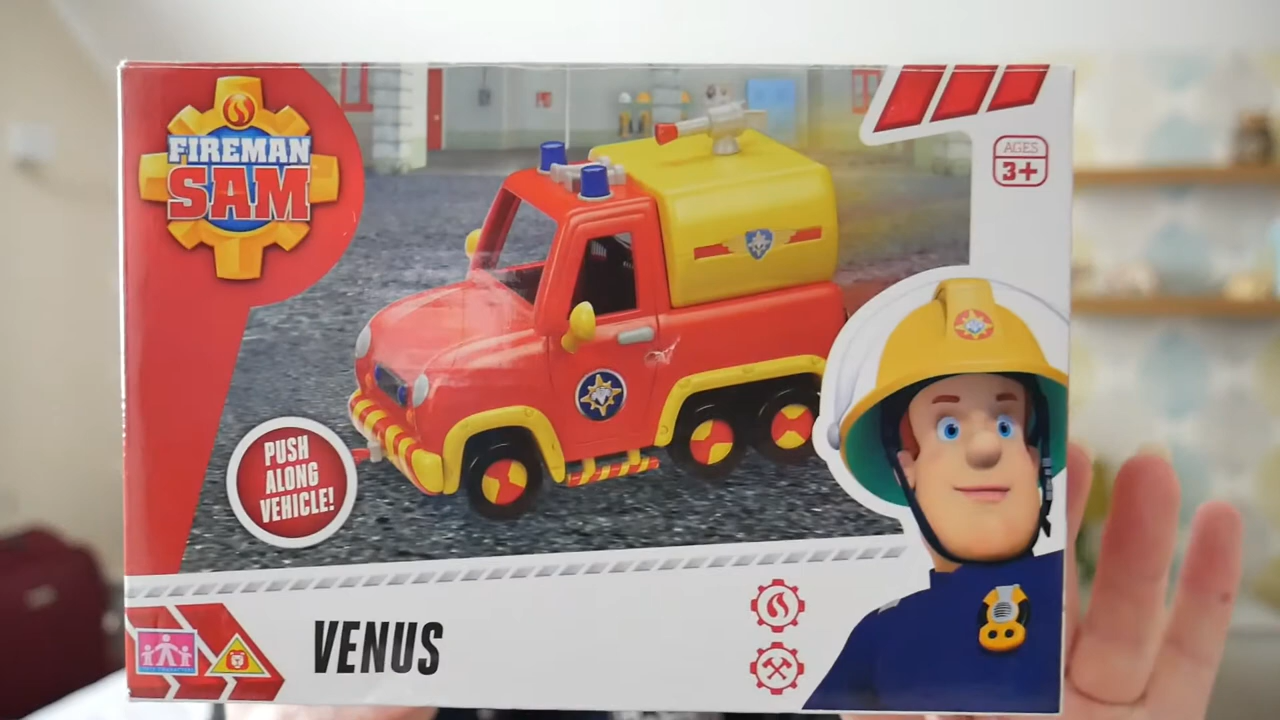 FIREMAN
SAM
AGES
3+
PUSH
ALONG
VEHICLE!
VENUS